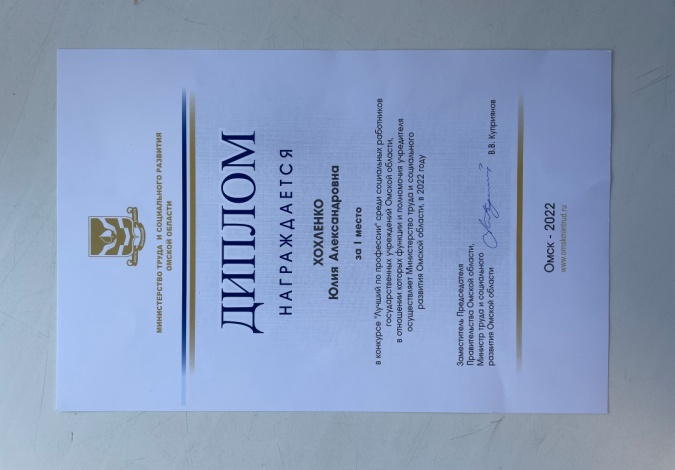 МИНИСТЕРСТВО ТРУДА И СОЦИАЛЬНОГО РАЗВИТИЯ
ОМСКОЙ ОБЛАСТИ
ДИПЛОМ
НАГРАЖДАЕТСЯ
ХОХЛЕНКО
Юлия Александровна
за I место
в конкурсе "Лучший по профессии" среди социальных работников
государственных учреждений Омской области,
в отношении которых функции и полномочия учредителя
осуществляет Министерство труда и социального
развития Омской области, в 2022 году
Заместитель Председателя
Правительства Омской области,
Министр труда и социального
развития Омской области
В.В. Куприянов
Омск - 2022
www.omskmintrud.ru